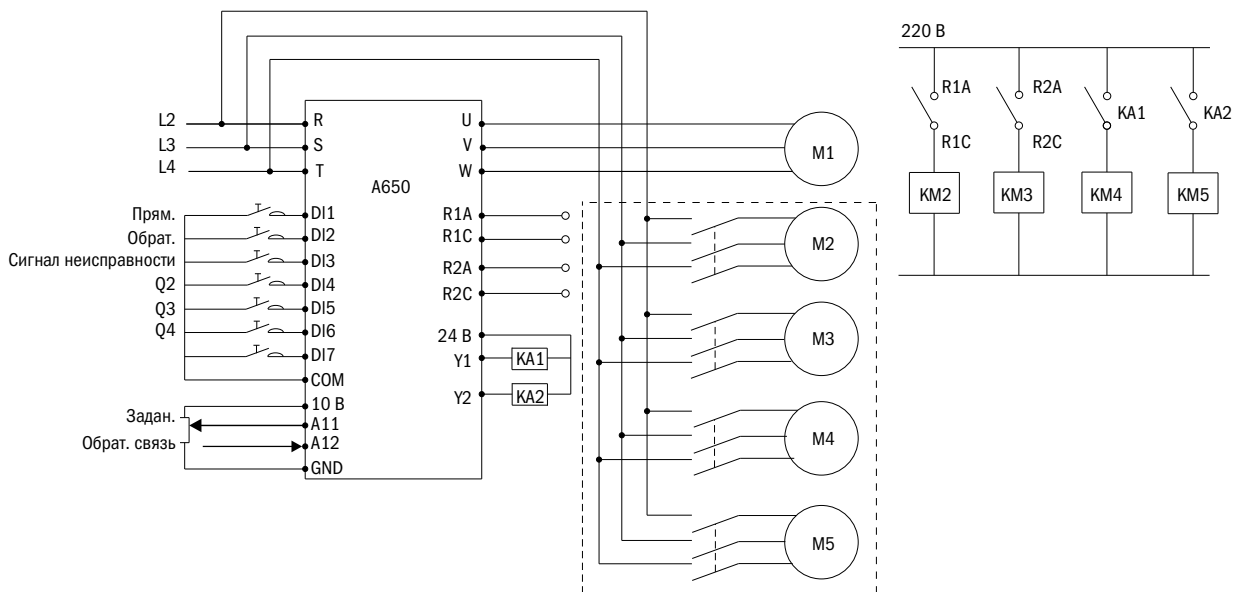 220 В
R1A
R2A
KA1
KA2
R1C
R2C
KM2
KM3
KM4
KM5
L2
L3
L4
R
S
T
A650
U
V
W
M1
Прям.
Обрат.
Сигнал неисправности
Q2
Q3
Q4
DI1
DI2
DI3
DI4
DI5
DI6
DI7
COM
10 В
A11
A12
GND
Задан.
Обрат. связь
R1A
R1C
R2A
R2C
24 В
Y1
Y2
KA1
KA2
M2
M3
M4
M5